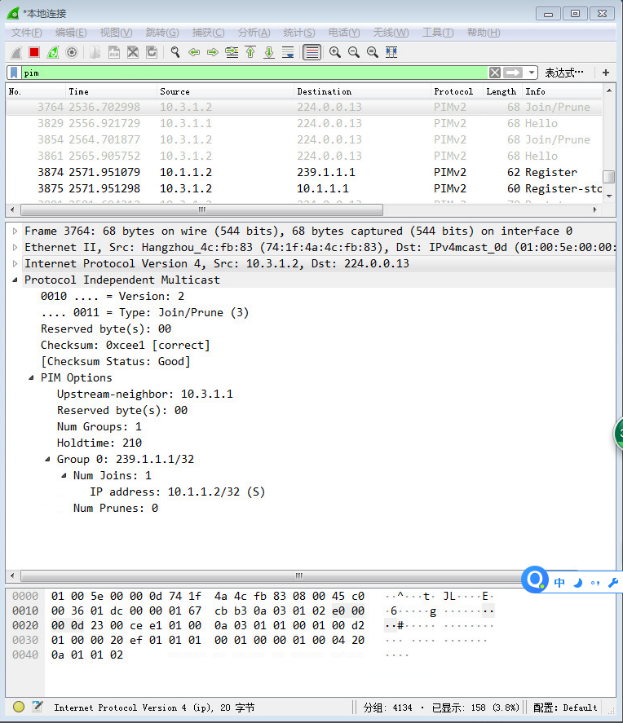 *本地连接
文件(F) 编辑(E) 视图(V) 跳转(G) 捕获(C) 分析(A) 统计(S) 电话(Y) 无线(W) 工具(T) 帮助(H)
pim 表达式… +
No. Time Source Destination Protocol Length Info
3764 2536.702998 10.3.1.2 224.0.0.13 PIMv2 68 Join/Prune
3829 2556.921729 10.3.1.1 224.0.0.13 PIMv2 68 Hello
3854 2564.701877 10.3.1.2 224.0.0.13 PIMv2 68 Join/Prune
3861 2565.905752 10.3.1.2 224.0.0.13 PIMv2 68 Hello
3874 2571.951079 10.1.1.2 239.1.1.1 PIMv2 62 Register
3875 2571.951298 10.3.1.2 10.1.1.1 PIMv2 60 Register-sto
Frame 3764: 68 bytes on wire (544 bits), 68 bytes captured (544 bits) on interface 0
Ethernet II, Src: Hangzhou_4c:fb:83 (74:1f:4a:4c:fb:83), Dst: IPv4mcast_0d (01:00:5e:00:00:
Internet Protocol Version 4, Src: 10.3.1.2, Dst: 224.0.0.13
Protocol Independent Multicast
0010 .... = Version: 2
.... 0011 = Type: Join/Prune (3)
Reserved byte(s): 00
Checksum: 0xcee1 [correct]
[Checksum Status: Good]
PIM Options
Upstream-neighbor: 10.3.1.1
Reserved byte(s): 00
Num Groups: 1
Holdtime: 210
Group 0: 239.1.1.1/32
Num Joins: 1
IP address: 10.1.1.2/32 (S)
Num Prunes: 0
中
0000 01 00 5e 00 00 0d 74 1f 4a 4c fb 83 08 00 45 c0 ··^···t· JL····E·
0010 00 36 01 dc 00 00 01 67 cb b3 0a 03 01 02 e0 00 ·6·····g ········
0020 00 0d 23 00 ce e1 01 00 0a 03 01 01 00 01 00 d2 ··#····· ········
0030 01 00 00 20 ef 01 01 01 00 01 00 00 01 00 04 20 ··· ···· ·······
0040 0a 01 01 02 ····
Internet Protocol Version 4 (ip), 20 字节 分组: 4134 · 已显示: 158 (3.8%) 配置: Default